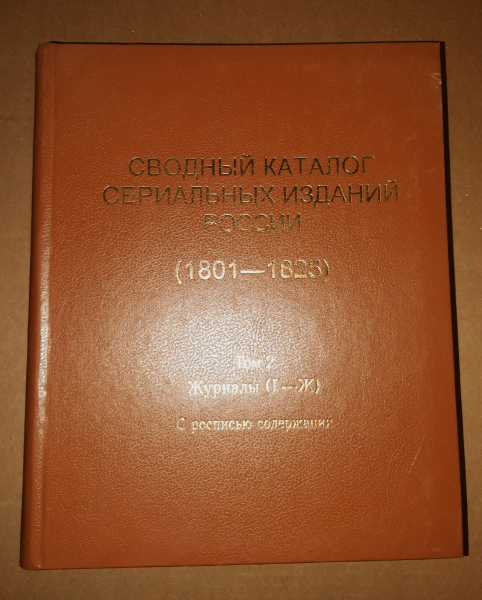 СВОДНЫЙ КАТАЛОГ
СЕРИАЛЬНЫХ ИЗДАНИЙ
РОССИИ
(1801—1825)
Том 2
Журналы (Г—Ж)
С росписью содержания